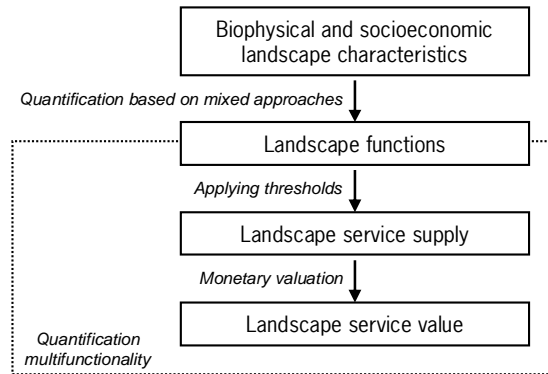 Biophysical and socioeconomic
landscape characteristics
Quantification based on mixed approaches
Landscape functions
Applying thresholds
Landscape service supply
Monetary valuation
Landscape service value
Quantification
multifunctionality